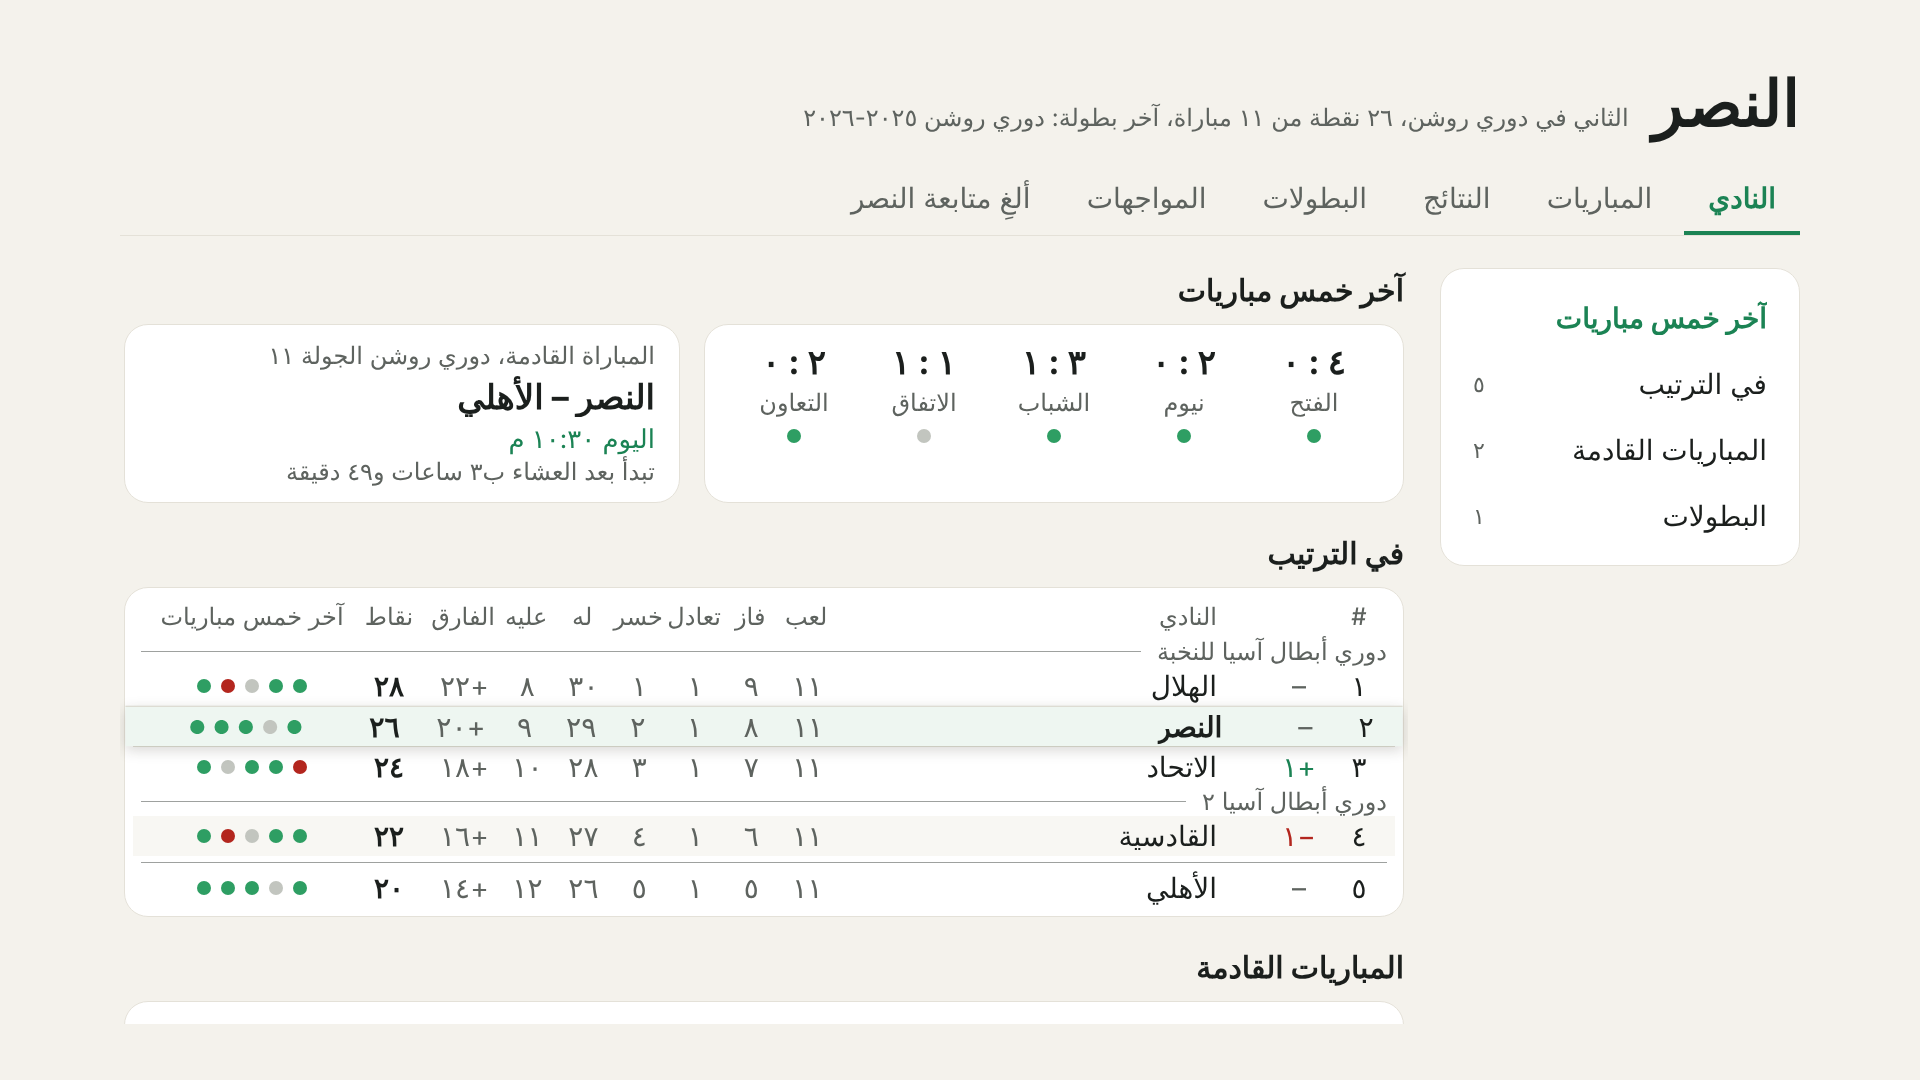 النصر الثاني في دوري روشن، ٢٦ نقطة من ١١ مباراة، آخر بطولة: دوري روشن ٢٠٢٥-٢٠٢٦
النادي المباريات النتائج البطولات المواجهات ألغِ متابعة النصر
آخر خمس مباريات
في الترتيب ٥
المباريات القادمة ٢
البطولات ١
آخر خمس مباريات
٤ : ٠ ٢ : ٠ ٣ : ١ ١ : ١ ٢ : ٠
الفتح نيوم الشباب الاتفاق التعاون
المباراة القادمة، دوري روشن الجولة ١١
النصر – الأهلي
اليوم ١٠:٣٠ م
تبدأ بعد العشاء ب٣ ساعات و٤٩ دقيقة
في الترتيب
# النادي لعب فاز تعادل خسر له عليه الفارق نقاط آخر خمس مباريات
دوري أبطال آسيا للنخبة
١ – الهلال ١١ ٩ ١ ١ ٣٠ ٨ +٢٢ ٢٨
٢ – النصر ١١ ٨ ١ ٢ ٢٩ ٩ +٢٠ ٢٦
٣ +١ الاتحاد ١١ ٧ ١ ٣ ٢٨ ١٠ +١٨ ٢٤
دوري أبطال آسيا ٢
٤ −١ القادسية ١١ ٦ ١ ٤ ٢٧ ١١ +١٦ ٢٢
٥ – الأهلي ١١ ٥ ١ ٥ ٢٦ ١٢ +١٤ ٢٠
المباريات القادمة